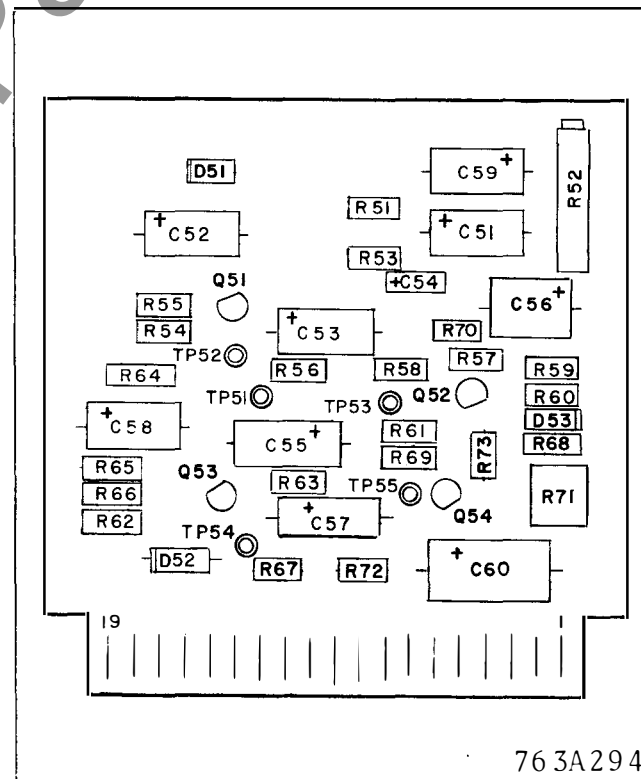 D51
C59
+
R52
R51
+
C52
+
C51
R53
+C54
Q51
C56
+
R55
R54
+
C53
R70
TP52
R57
R64
R56
R58
R59
TP51
TP53
Q52
R60
+
C58
R61
D53
C55
+
R73
R68
R65
R69
Q53
R66
R63
TP55
R71
R62
+
C57
Q54
TP54
D52
R67
R72
+
C60
19
1
763A294